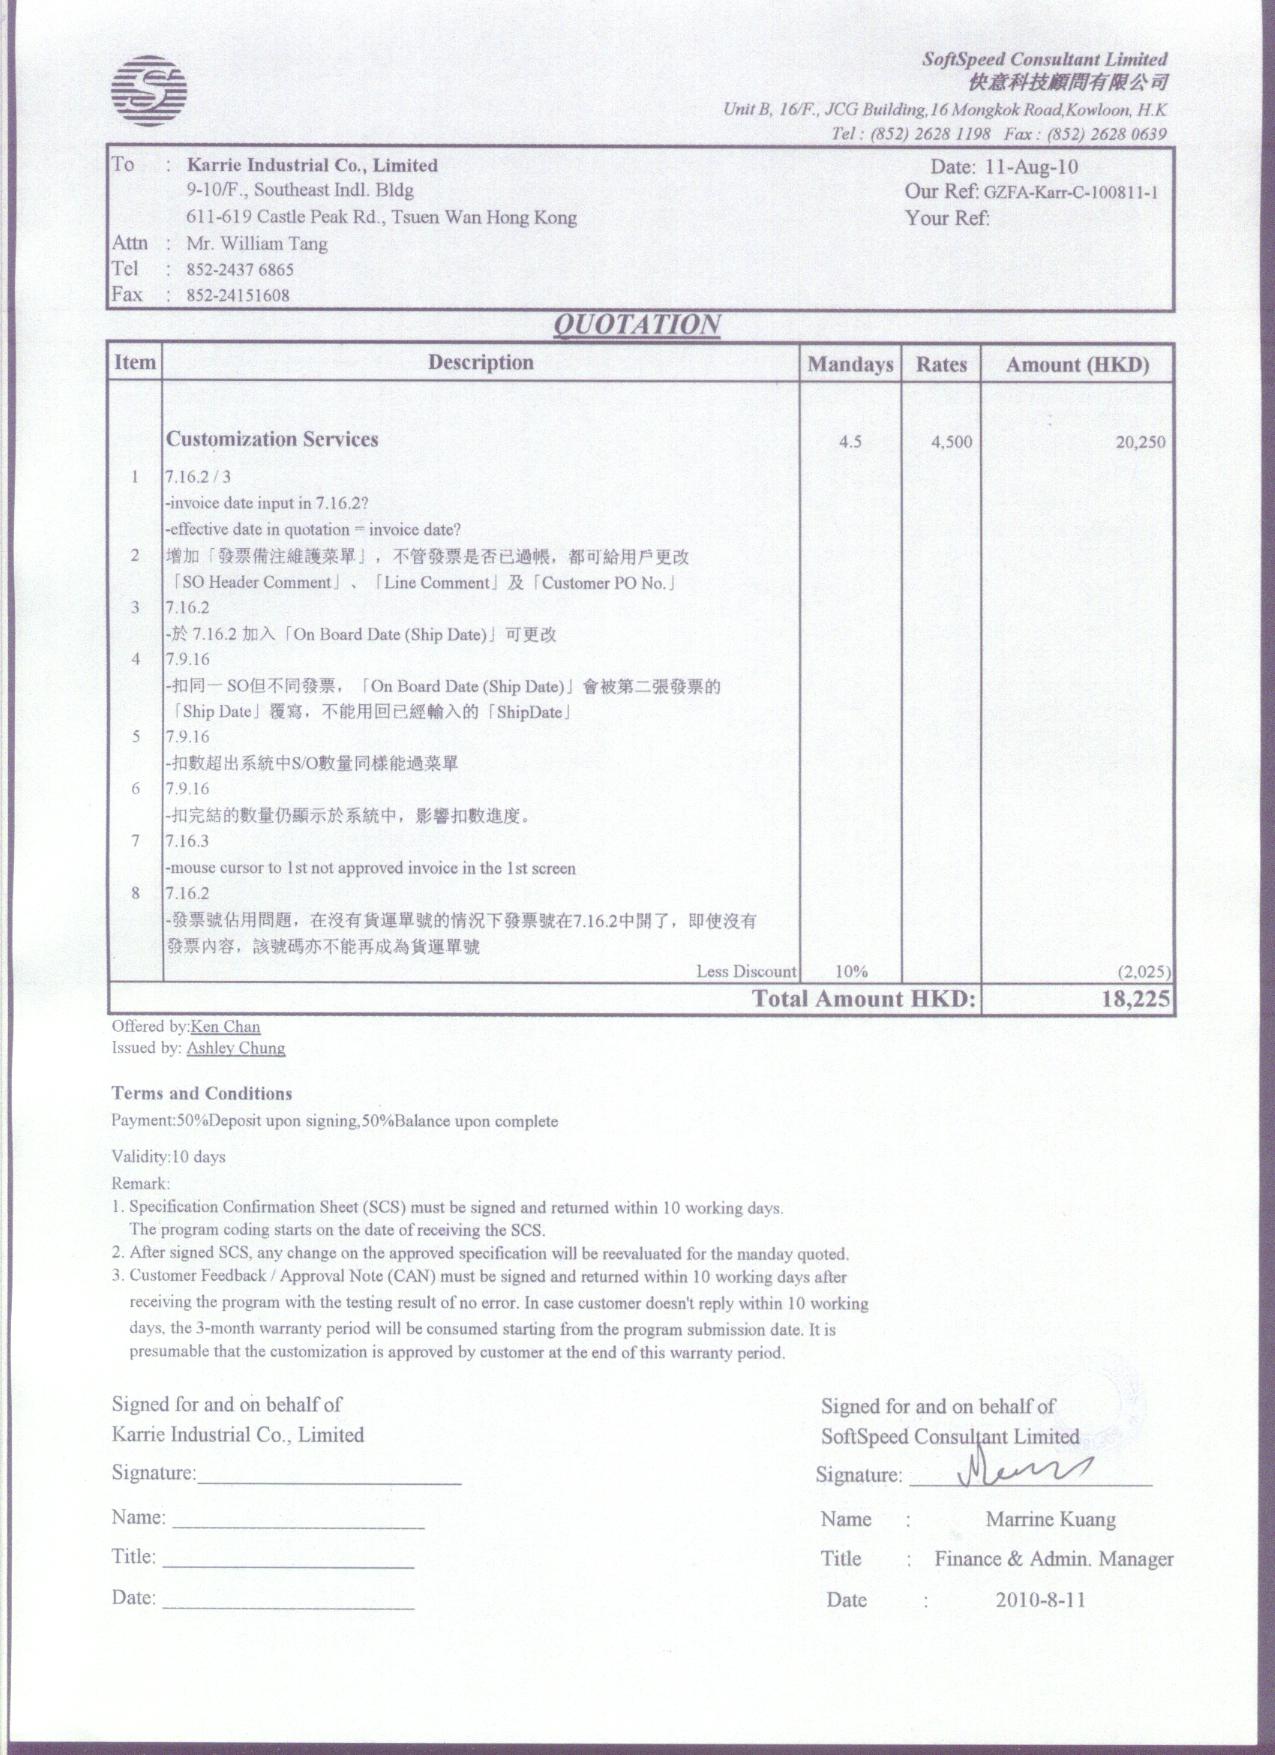 S
SoftSpeed Consultant Limited
快意科技顧問有限公司
Unit B, 16/F., JCG Building,16 Mongkok Road,Kowloon, H.K
Tel : (852) 2628 1198 Fax : (852) 2628 0639
To : Karrie Industrial Co., Limited
Date: 11-Aug-10
9-10/F., Southeast Indl. Bldg
Our Ref: GZFA-Karr-C-100811-1
611-619 Castle Peak Rd., Tsuen Wan Hong Kong
Your Ref:
Attn : Mr. William Tang
Tel : 852-2437 6865
Fax : 852-24151608
QUOTATION
Item Description Mandays Rates Amount (HKD)
Customization Services 4.5 4,500 20,250
1 7.16.2 / 3
-invoice date input in 7.16.2?
-effective date in quotation = invoice date?
2 增加「發票備注維護菜單」，不管發票是否已過帳，都可給用戶更改
「SO Header Comment」、「Line Comment」及「Customer PO No.」
3 7.16.2
-於 7.16.2 加入「On Board Date (Ship Date)」可更改
4 7.9.16
-扣同一 SO但不同發票，「On Board Date (Ship Date)」會被第二張發票的
「Ship Date」覆寫，不能用回已經輸入的「ShipDate」
5 7.9.16
-扣數超出系統中S/O數量同樣能過菜單
6 7.9.16
-扣完結的數量仍顯示於系統中，影響扣數進度。
7 7.16.3
-mouse cursor to 1st not approved invoice in the 1st screen
8 7.16.2
-發票號佔用問題，在沒有貨運單號的情況下發票號在7.16.2中開了，即使沒有
發票內容，該號碼亦不能再成為貨運單號
Less Discount 10% (2,025)
Total Amount HKD: 18,225
Offered by:Ken Chan
Issued by: Ashley Chung
Terms and Conditions
Payment:50%Deposit upon signing,50%Balance upon complete
Validity:10 days
Remark:
1. Specification Confirmation Sheet (SCS) must be signed and returned within 10 working days.
The program coding starts on the date of receiving the SCS.
2. After signed SCS, any change on the approved specification will be reevaluated for the manday quoted.
3. Customer Feedback / Approval Note (CAN) must be signed and returned within 10 working days after
receiving the program with the testing result of no error. In case customer doesn't reply within 10 working
days, the 3-month warranty period will be consumed starting from the program submission date. It is
presumable that the customization is approved by customer at the end of this warranty period.
Signed for and on behalf of
Karrie Industrial Co., Limited
Signature:
Name:
Title:
Date:
Signed for and on behalf of
SoftSpeed Consultant Limited
Signature:
Name : Marrine Kuang
Title : Finance & Admin. Manager
Date : 2010-8-11